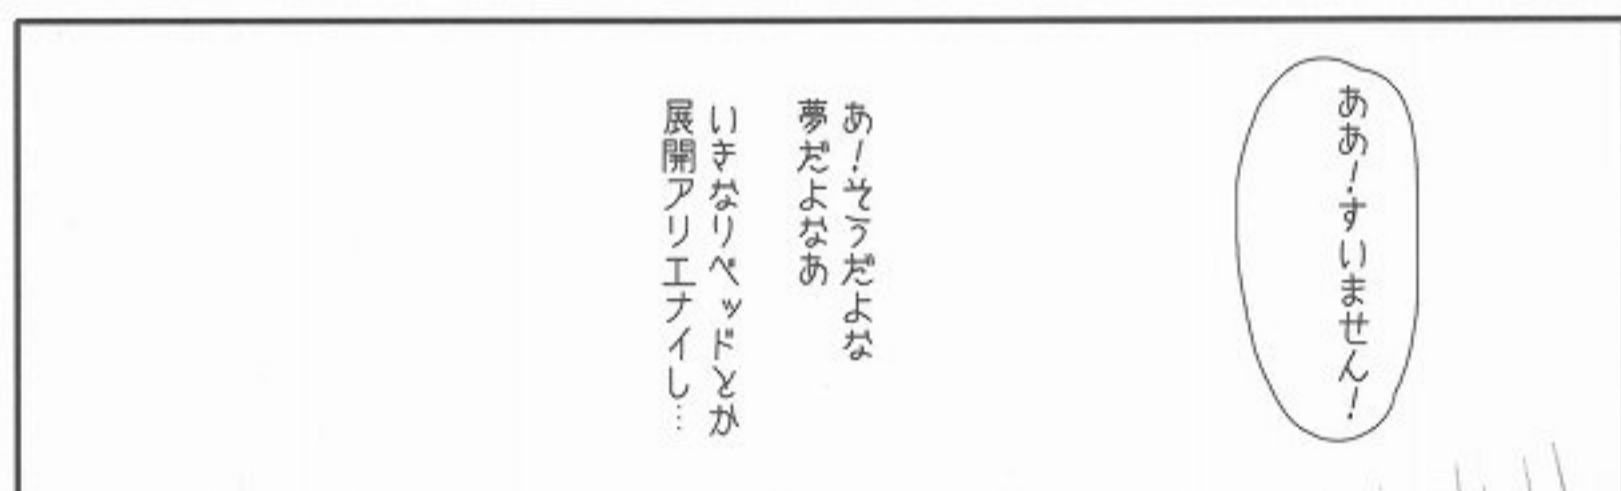 ああ！すいません！
あ！そうだよな
夢だよなあ
いきなりベッドとか
展開アリエナイし…